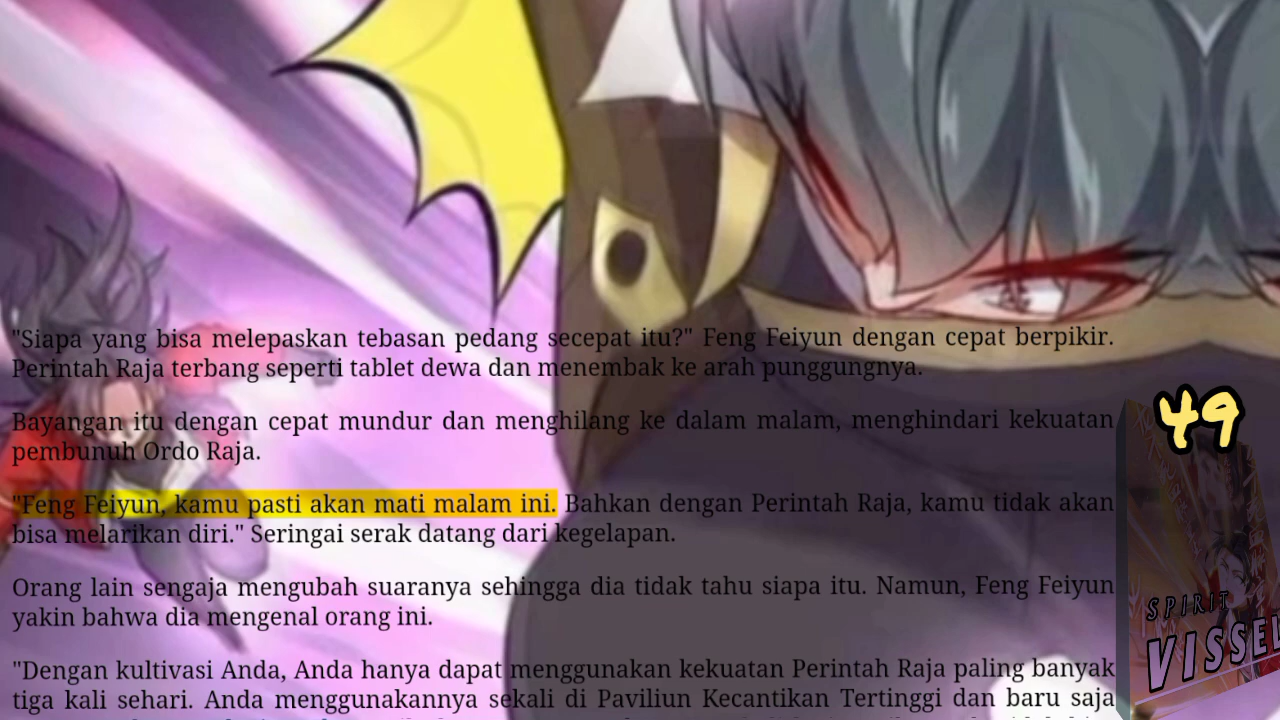 "Siapa yang bisa melepaskan tebasan pedang secepat itu?" Feng Feiyun dengan cepat berpikir.
Perintah Raja terbang seperti tablet dewa dan menembak ke arah punggungnya.
Bayangan itu dengan cepat mundur dan menghilang ke dalam malam, menghindari kekuatan
pembunuh Ordo Raja.
"Feng Feiyun, kamu pasti akan mati malam ini. Bahkan dengan Perintah Raja, kamu tidak akan
bisa melarikan diri." Seringai serak datang dari kegelapan.
Orang lain sengaja mengubah suaranya sehingga dia tidak tahu siapa itu. Namun, Feng Feiyun
yakin bahwa dia mengenal orang ini.
"Dengan kultivasi Anda, Anda hanya dapat menggunakan kekuatan Perintah Raja paling banyak
tiga kali sehari. Anda menggunakannya sekali di Paviliun Kecantikan Tertinggi dan baru saja
49
SPIRIT
VISSEL